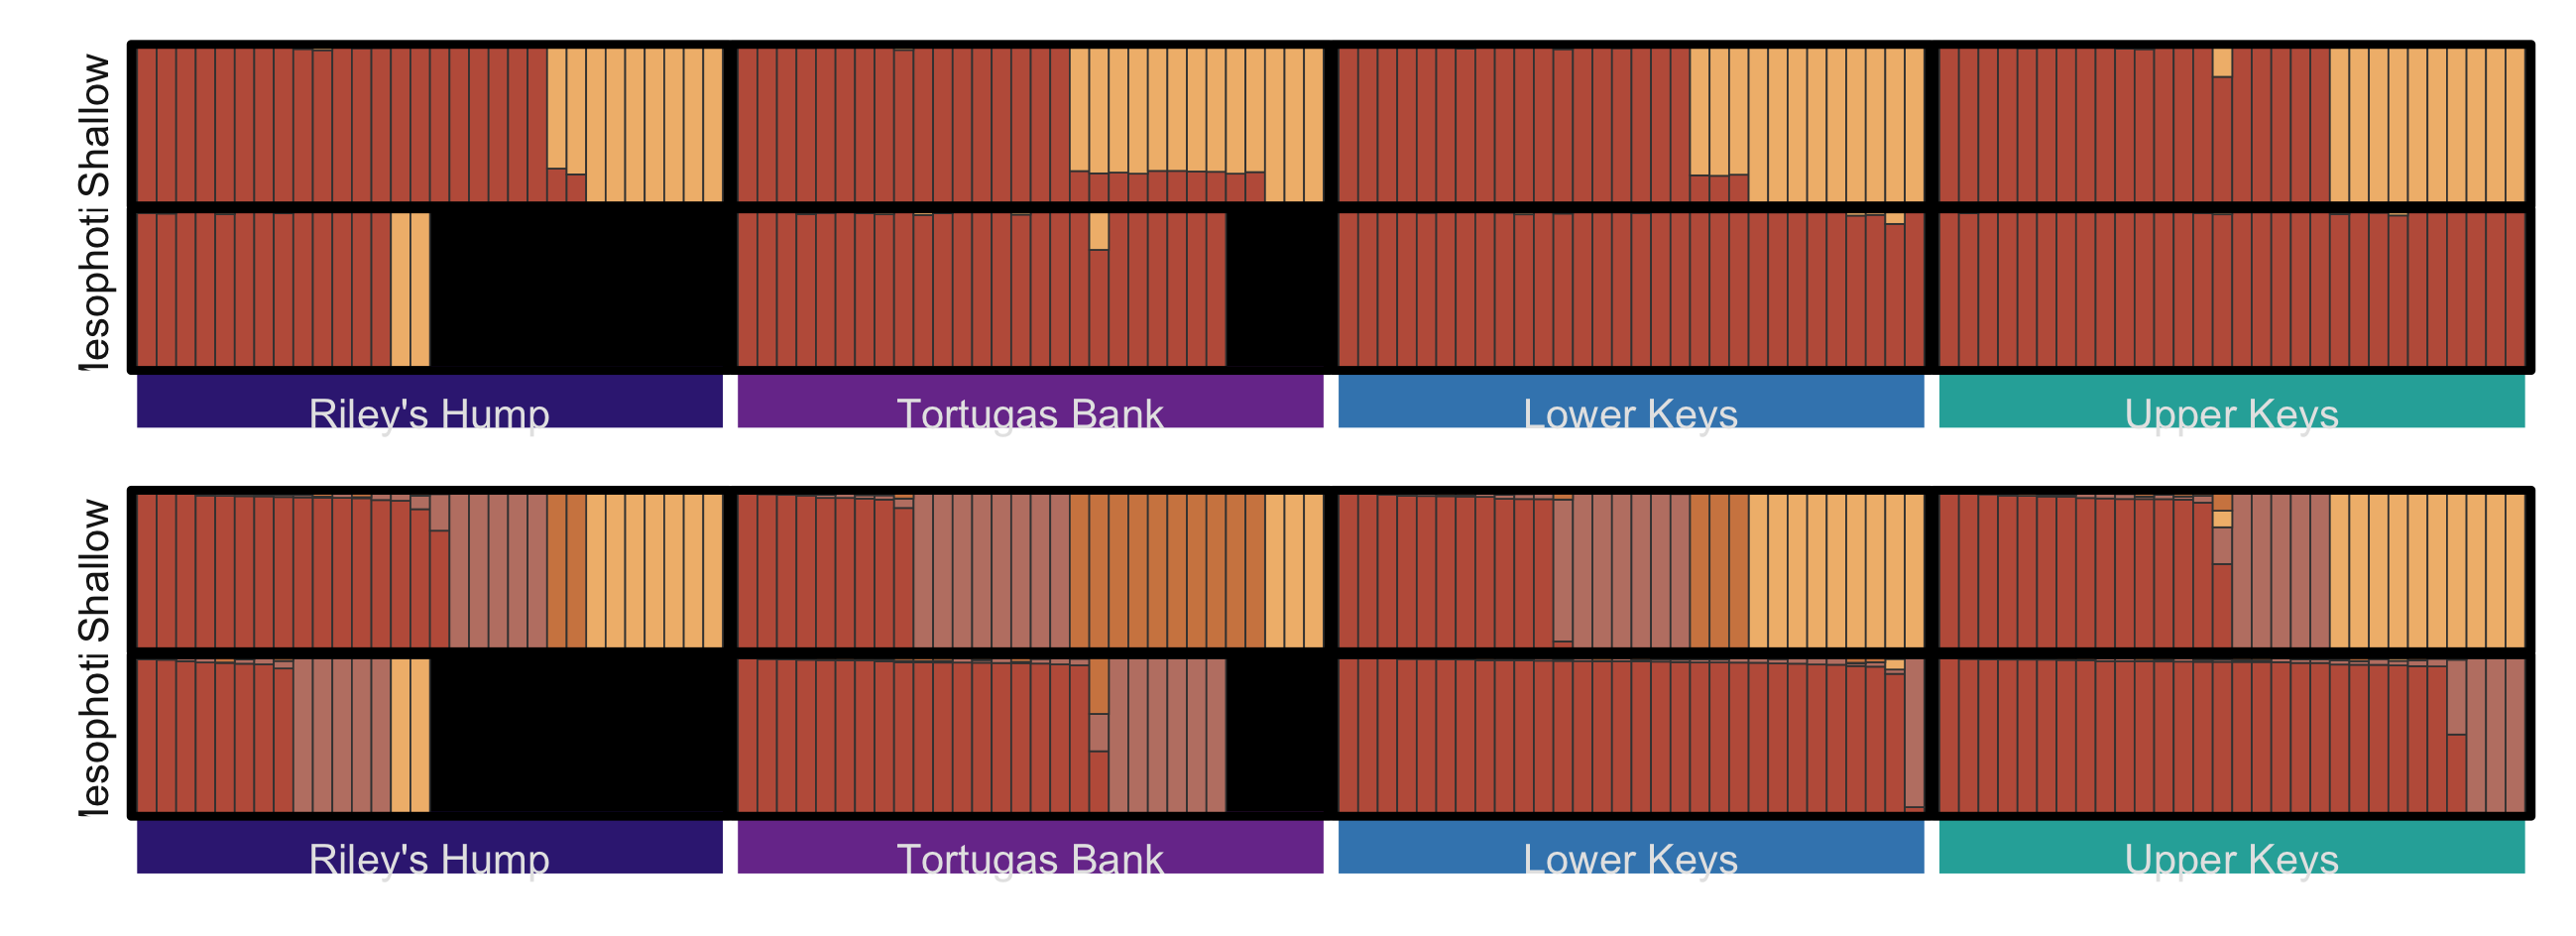 Shallow
lesophoti
Riley's Hump
Tortugas Bank
Lower Keys
Upper Keys
Shallow
lesophoti
Riley's Hump
Tortugas Bank
Lower Keys
Upper Keys